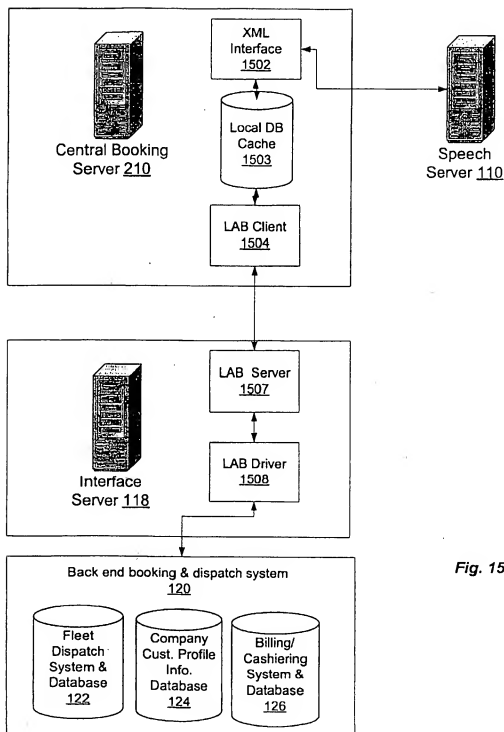 XML
Interface
1502
Local DB
Cache
1503
Central Booking
Server 210
Speech
Server 110
LAB Client
1504
LAB Server
1507
LAB Driver
1508
Interface
Server 118
Back end booking & dispatch system
120
Fleet
Dispatch
System &
Database
122
Company
Cust. Profile
Info.
Database
124
Billing/
Cashiering
System &
Database
126
Fig. 15